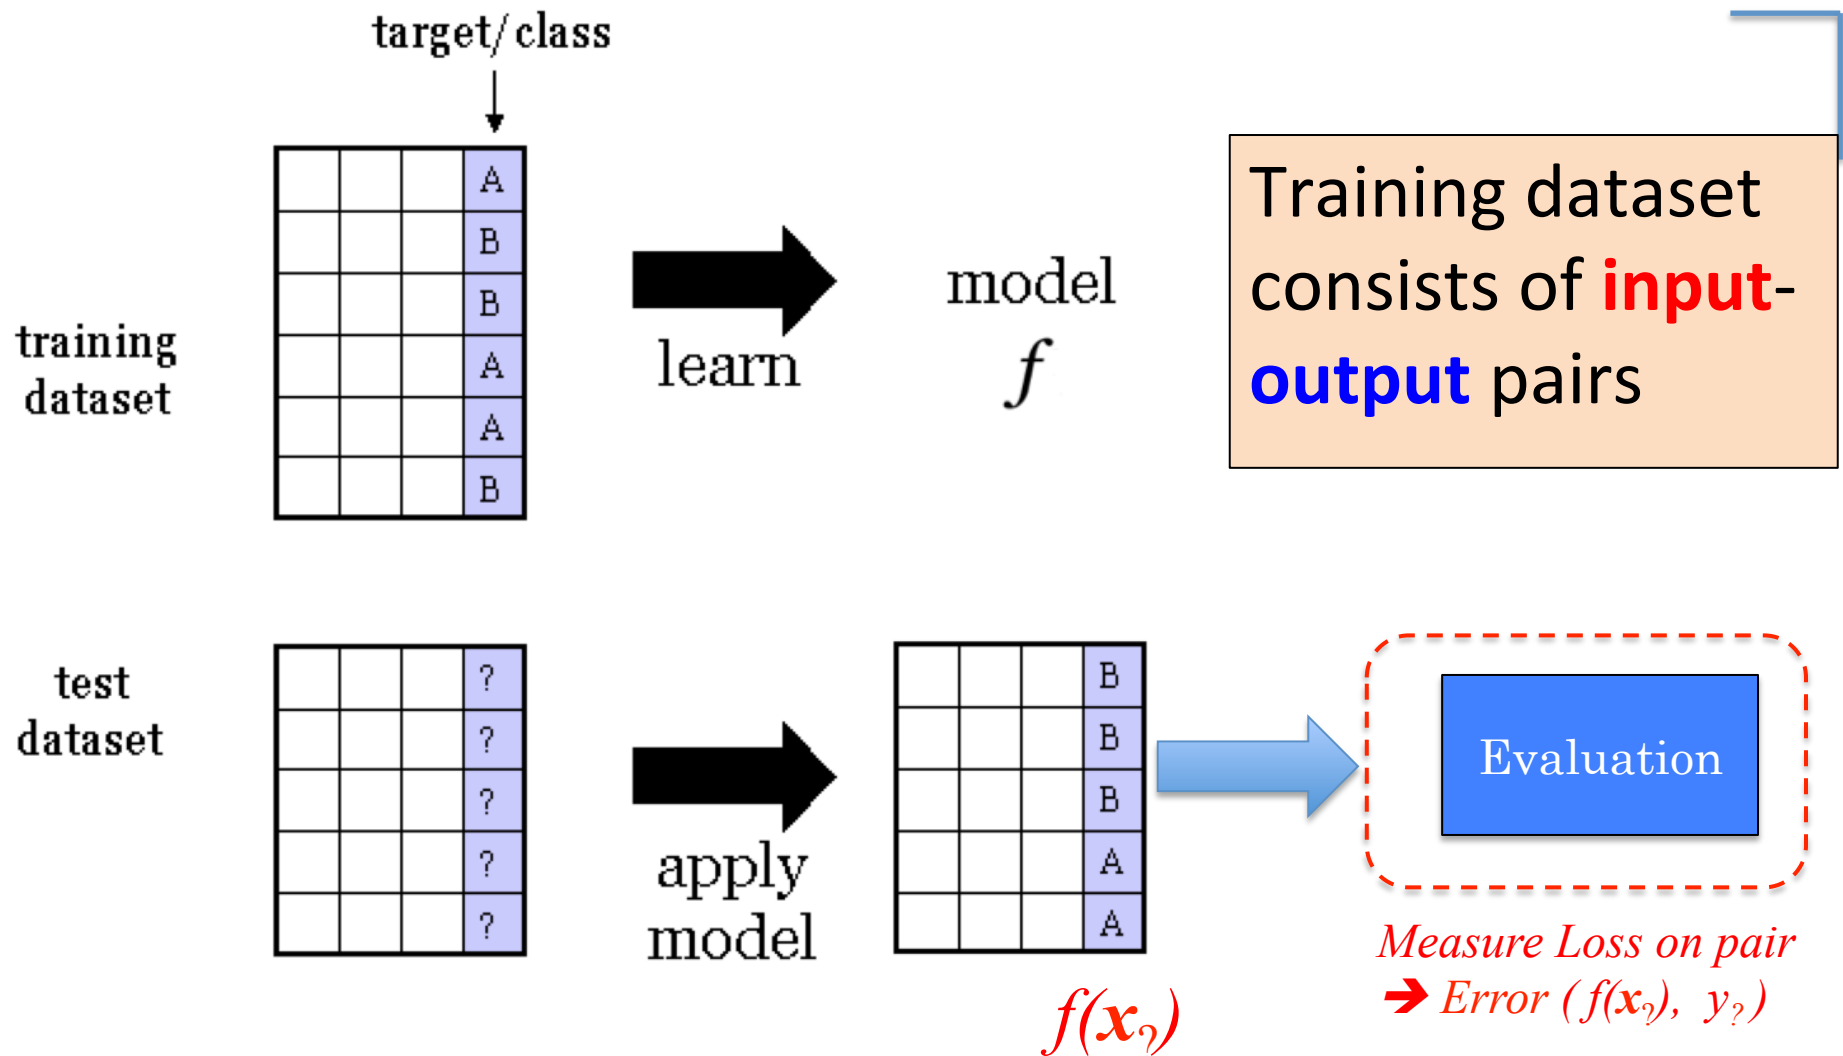 target/class
A
B
B
A
A
B
training
dataset
learn
model
f
Training dataset
consists of input-
output pairs
test
dataset
?
?
?
?
?
apply
model
B
B
B
A
A
f(x?)
Evaluation
Measure Loss on pair
➔ Error ( f(x?), y? )